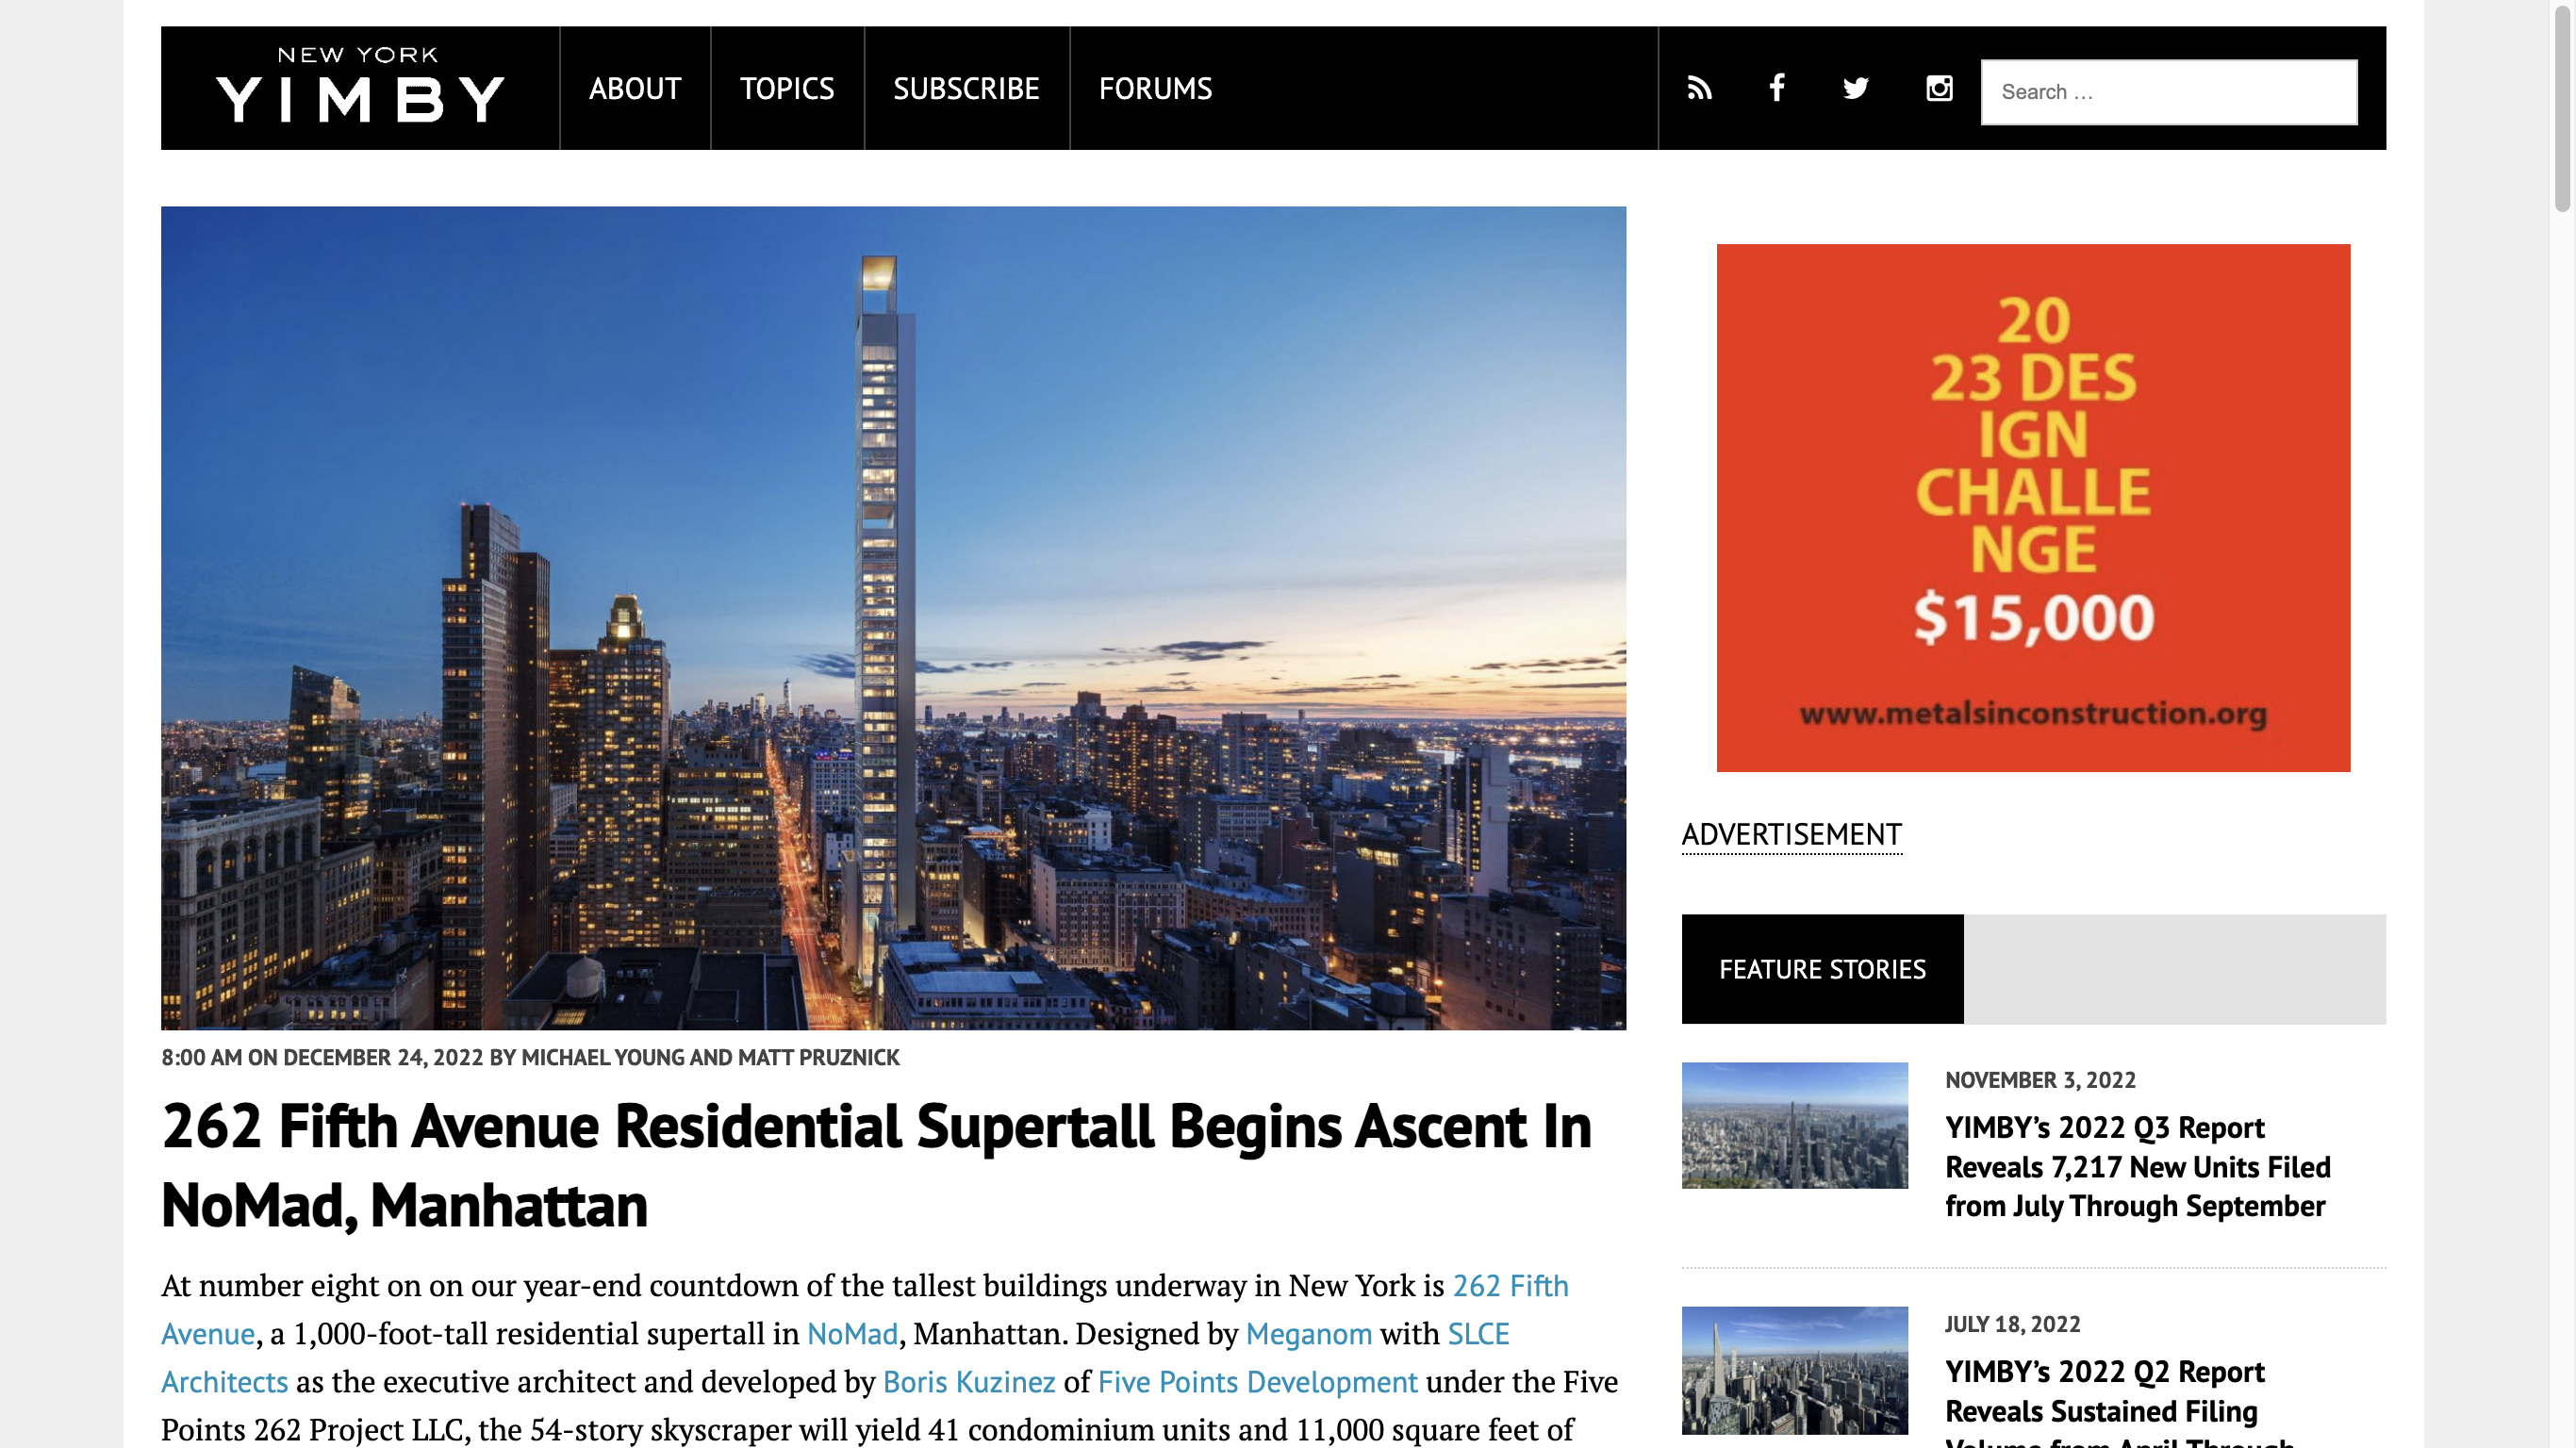 NEW YORK
YIMBY
ABOUT
TOPICS
SUBSCRIBE
FORUMS
Search ...
20
23 DES
IGN
CHALLE
NGE
$15,000
www.metalsinconstruction.org
ADVERTISEMENT
8:00 AM ON DECEMBER 24, 2022 BY MICHAEL YOUNG AND MATT PRUZNICK
262 Fifth Avenue Residential Supertall Begins Ascent In
NoMad, Manhattan
At number eight on on our year-end countdown of the tallest buildings underway in New York is 262 Fifth
Avenue, a 1,000-foot-tall residential supertall in NoMad, Manhattan. Designed by Meganom with SLCE
Architects as the executive architect and developed by Boris Kuzinez of Five Points Development under the Five
Points 262 Project LLC, the 54-story skyscraper will yield 41 condominium units and 11,000 square feet of
FEATURE STORIES
NOVEMBER 3, 2022
YIMBY's 2022 Q3 Report
Reveals 7,217 New Units Filed
from July Through September
JULY 18, 2022
YIMBY's 2022 Q2 Report
Reveals Sustained Filing
Volume from April Through